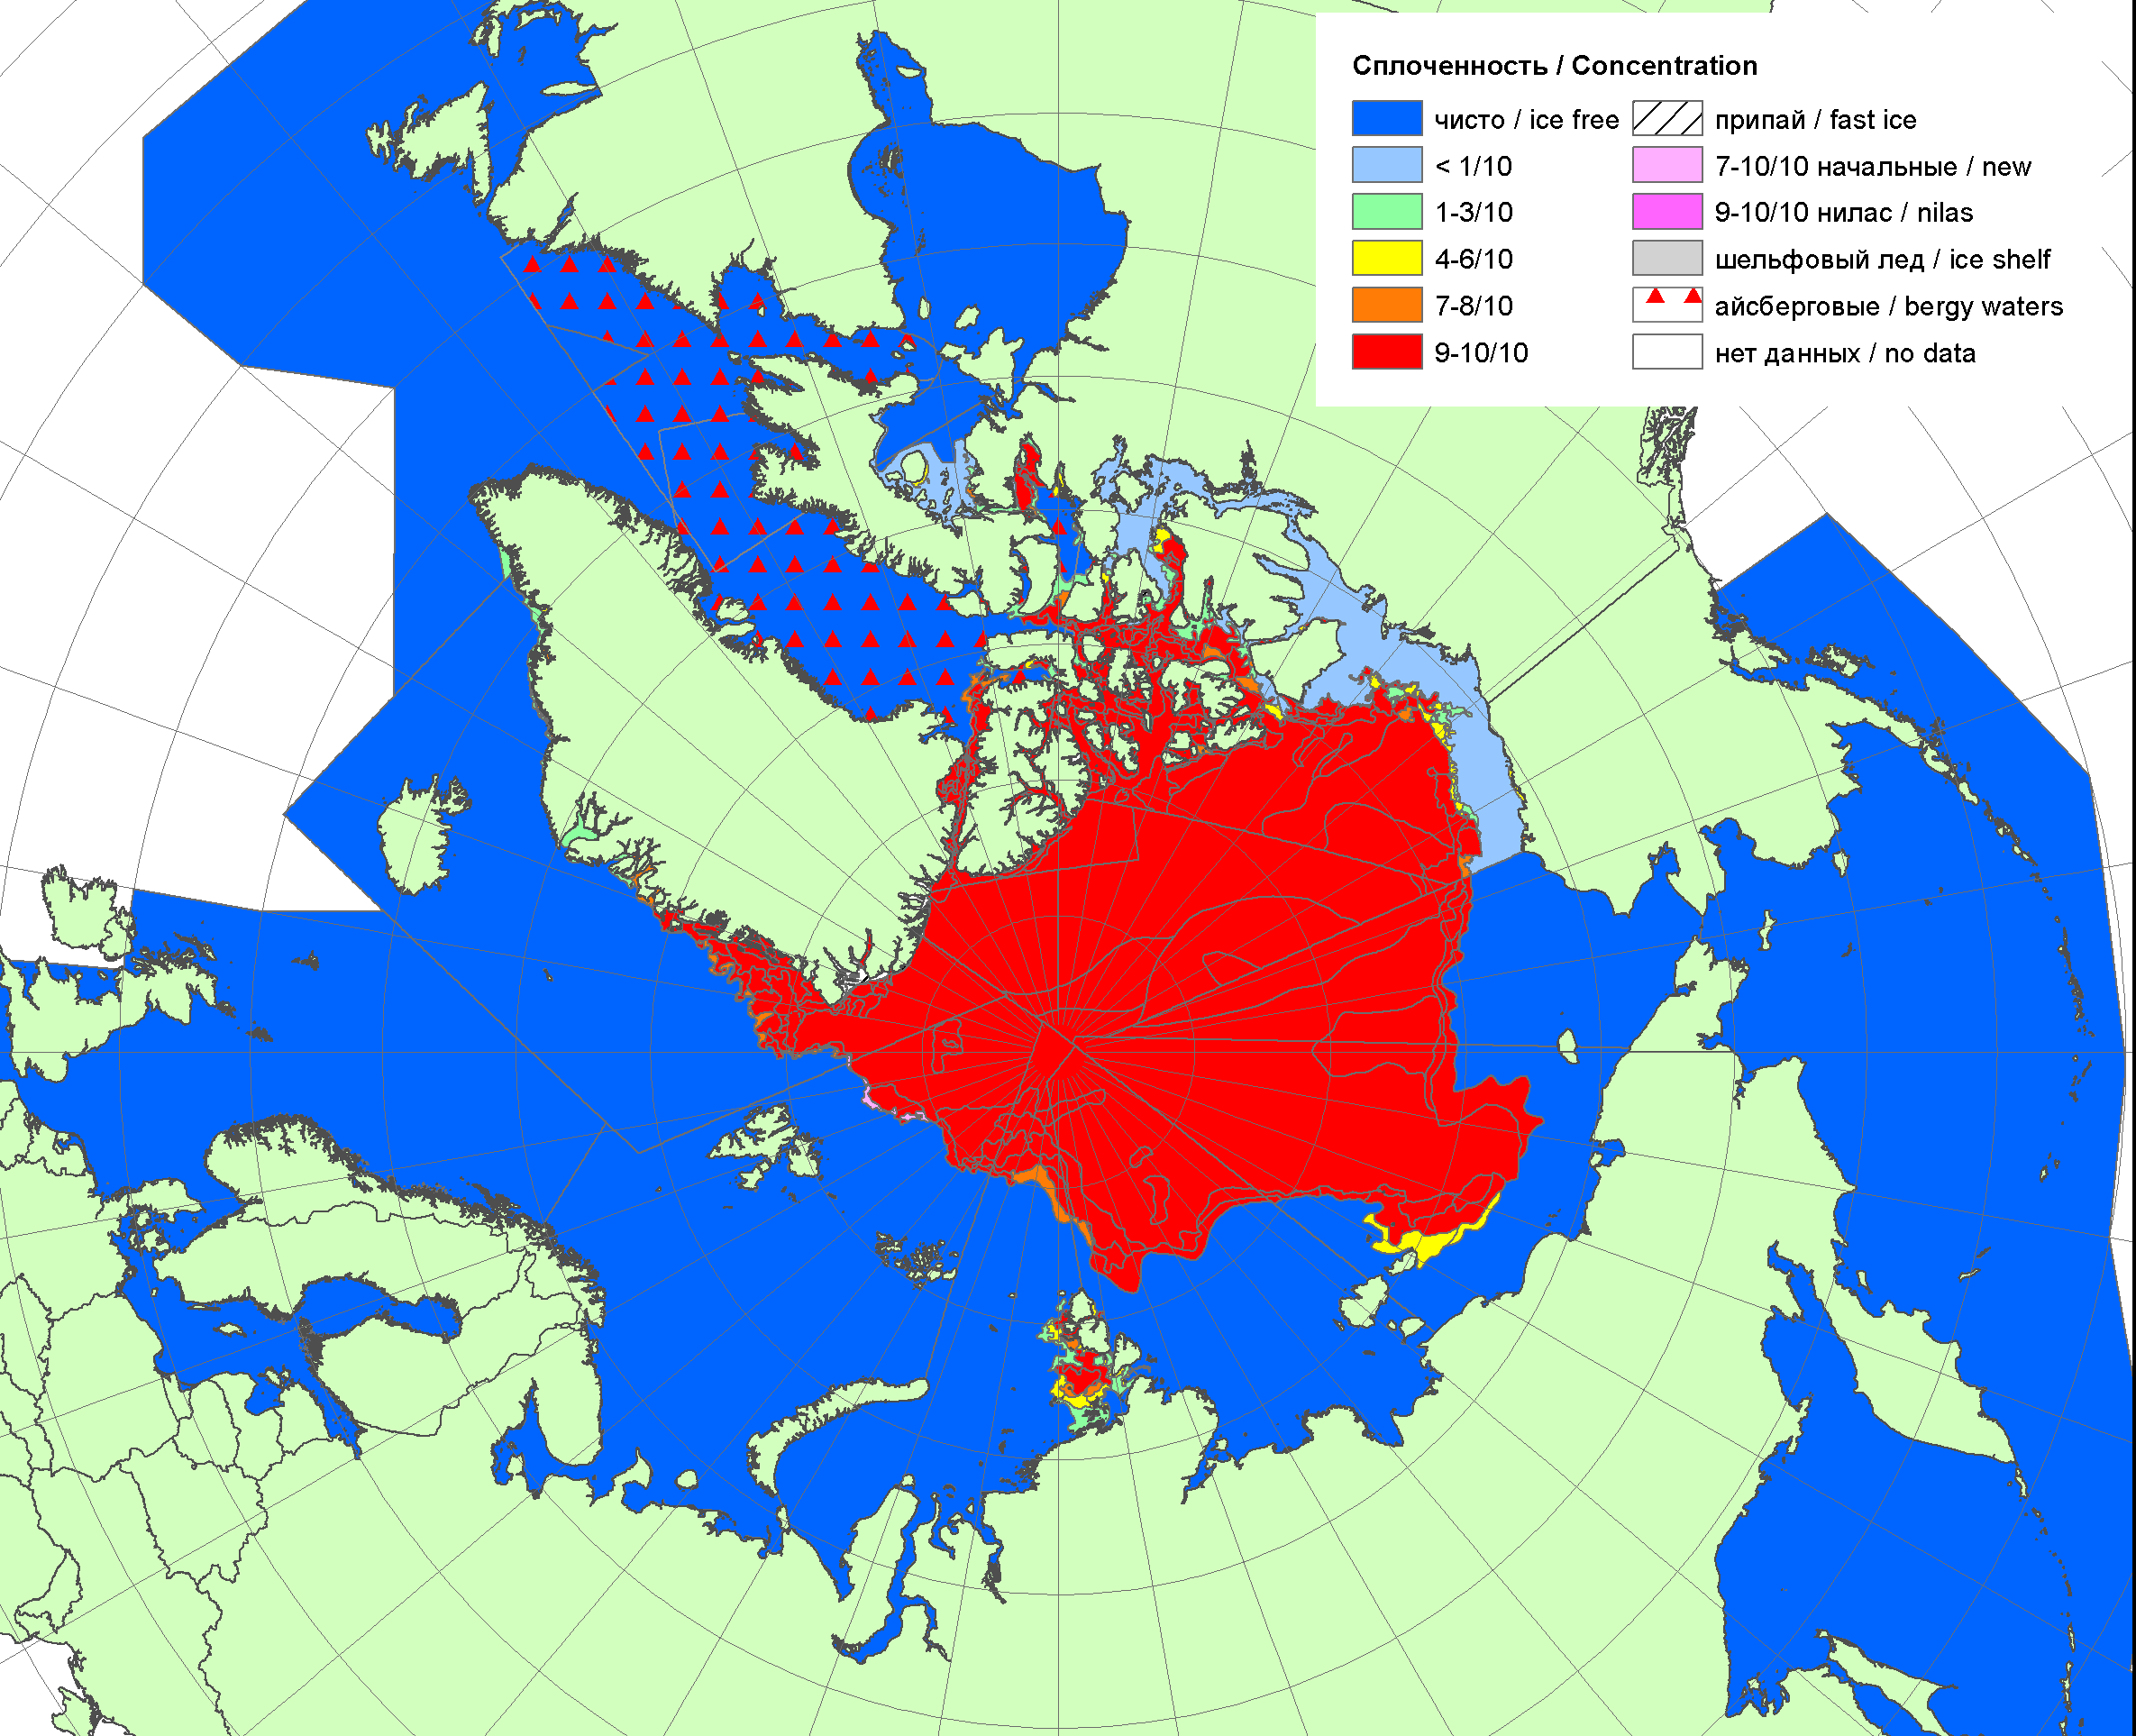 Сплоченность / Concentration
чисто / ice free
< 1/10
1-3/10
4-6/10
7-8/10
9-10/10
припай / fast ice
7-10/10 начальные / new
9-10/10 нилас / nilas
шельфовый лед / ice shelf
айсберговые / bergy waters
нет данных / no data